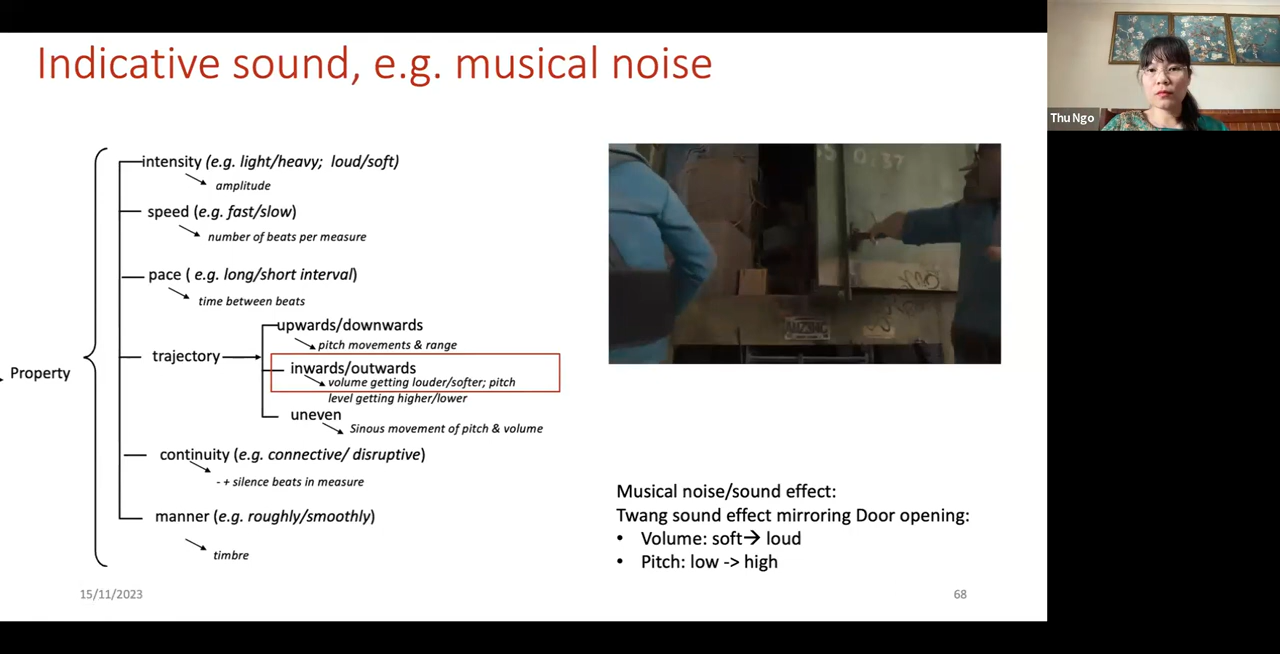 Indicative sound, e.g. musical noise
Thu Ngo
intensity (e.g. light/heavy; loud/soft)
amplitude
speed (e.g. fast/slow)
number of beats per measure
pace ( e.g. long/short interval)
time between beats
upwards/downwards
pitch movements & range
trajectory
inwards/outwards
volume getting louder/softer; pitch
level getting higher/lower
uneven
Sinous movement of pitch & volume
Property
continuity (e.g. connective/ disruptive)
- + silence beats in measure
manner (e.g. roughly/smoothly)
timbre
Musical noise/sound effect:
Twang sound effect mirroring Door opening:
• Volume: soft→ loud
• Pitch: low -> high
15/11/2023
68